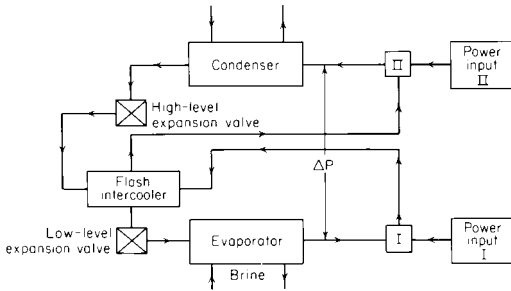 Condenser
II
Power
input
II
High-level
expansion valve
ΔP
Flash
intercooler
Low-level
expansion valve
Evaporator
I
Power
input
I
Brine